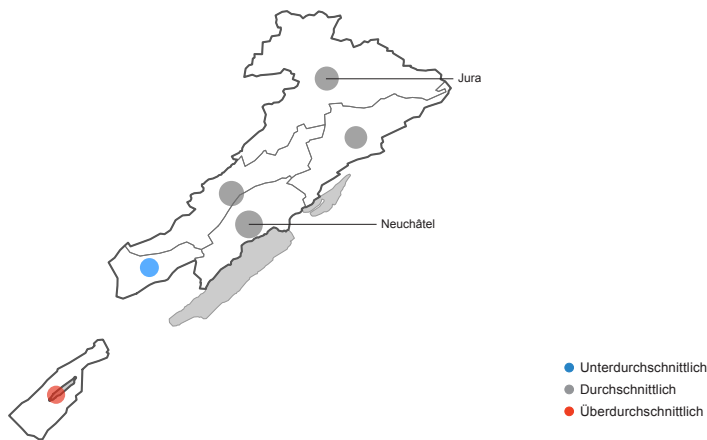 Jura
Neuchâtel
Unterdurchschnittlich
Durchschnittlich
Überdurchschnittlich